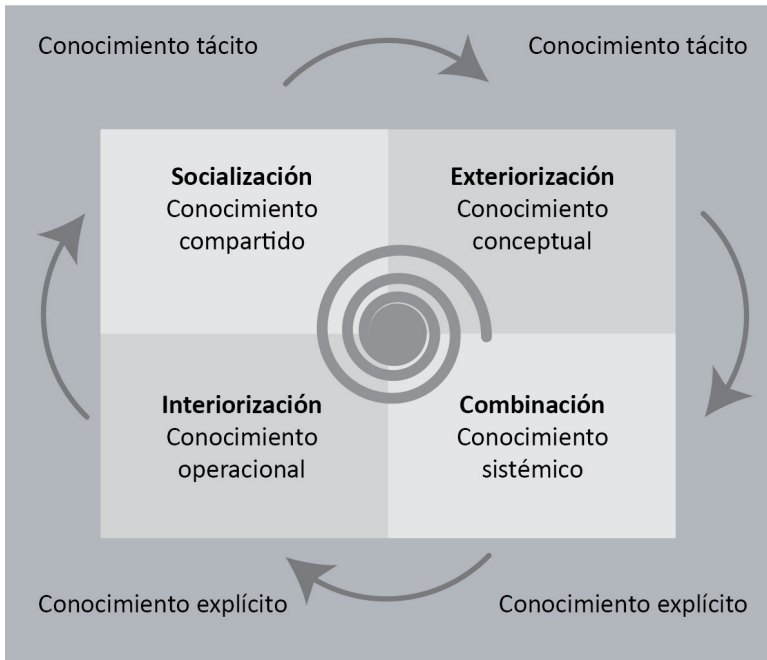 Conocimiento tácito
Conocimiento tácito
Socialización
Conocimiento
compartido
Exteriorización
Conocimiento
conceptual
Interiorización
Conocimiento
operacional
Combinación
Conocimiento
sistémico
Conocimiento explícito
Conocimiento explícito